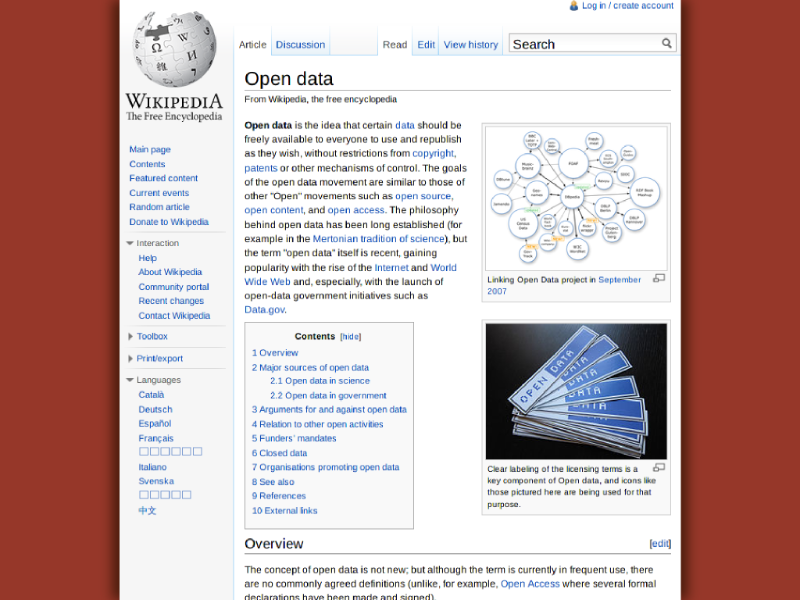 Log in / create account
WIKIPEDIA
The Free Encyclopedia
Article
Discussion
Read
Edit
View history
Search
Main page
Contents
Featured content
Current events
Random article
Donate to Wikipedia
Interaction
Help
About Wikipedia
Community portal
Recent changes
Contact Wikipedia
Toolbox
Print/export
Languages
Català
Deutsch
Español
Français
Italiano
Svenska
中文
Open data
From Wikipedia, the free encyclopedia
Open data is the idea that certain data should be
freely available to everyone to use and republish
as they wish, without restrictions from copyright,
patents or other mechanisms of control. The goals
of the open data movement are similar to those of
other "Open" movements such as open source,
open content, and open access. The philosophy
behind open data has been long established (for
example in the Mertonian tradition of science), but
the term "open data" itself is recent, gaining
popularity with the rise of the Internet and World
Wide Web and, especially, with the launch of
open-data government initiatives such as
Data.gov.
Linking Open Data project in September
2007
OPEN DATA
DATA
DATA
DATA
DATA
Clear labeling of the licensing terms is a
key component of Open data, and icons like
those pictured here are being used for that
purpose.
Contents [hide]
1 Overview
2 Major sources of open data
2.1 Open data in science
2.2 Open data in government
3 Arguments for and against open data
4 Relation to other open activities
5 Funders' mandates
6 Closed data
7 Organisations promoting open data
8 See also
9 References
10 External links
Overview
[edit]
The concept of open data is not new; but although the term is currently in frequent use, there
are no commonly agreed definitions (unlike, for example, Open Access where several formal
declarations have been made and signed).